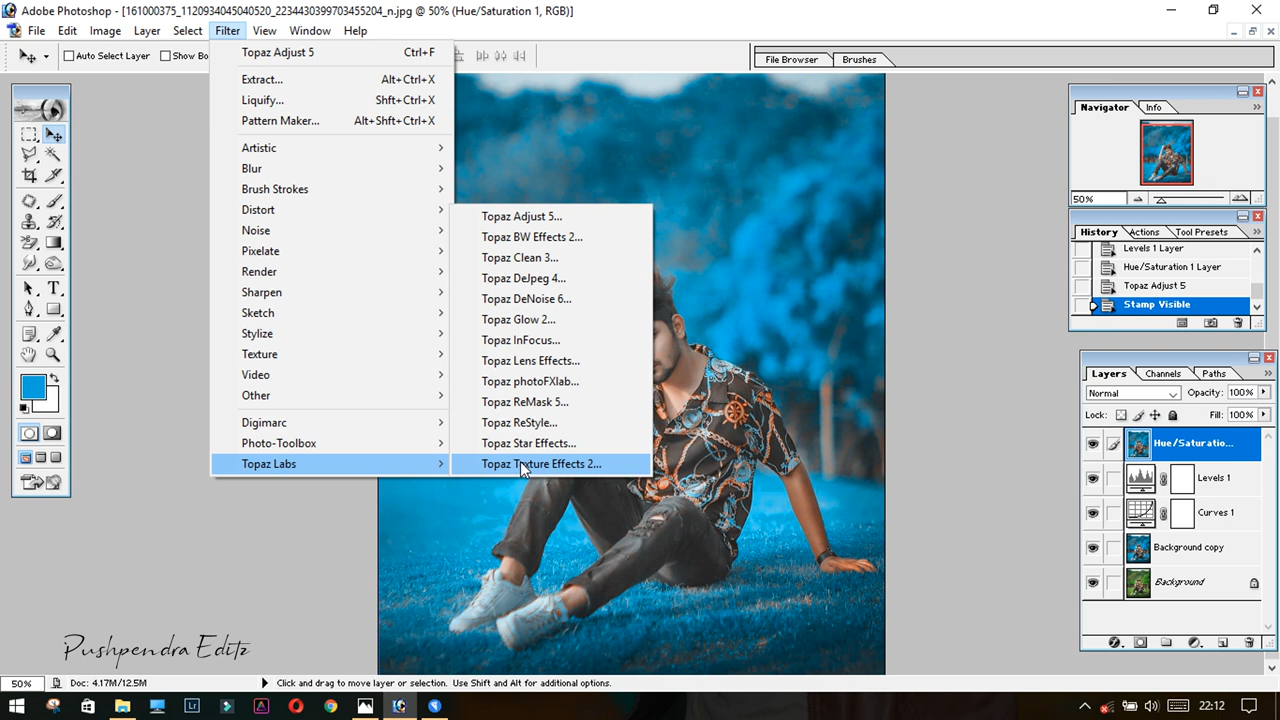 Adobe Photoshop - [161000375_1120934045040520_2234430399703455204_n.jpg @ 50% (Hue/Saturation 1, RGB)]
File Edit Image Layer Select Filter View Window Help
Auto Select Layer Show Bo
File Browser Brushes
Topaz Adjust 5 Ctrl+F
Extract... Alt+Ctrl+X
Liquify... Shft+Ctrl+X
Pattern Maker... Alt+Shft+Ctrl+X
Artistic
Blur
Brush Strokes
Distort
Noise
Pixelate
Render
Sharpen
Sketch
Stylize
Texture
Video
Other
Digimarc
Photo-Toolbox
Topaz Labs
Topaz Adjust 5...
Topaz BW Effects 2...
Topaz Clean 3...
Topaz DeJpeg 4...
Topaz DeNoise 6...
Topaz Glow 2...
Topaz InFocus...
Topaz Lens Effects...
Topaz photoFXlab...
Topaz ReMask 5...
Topaz ReStyle...
Topaz Star Effects...
Topaz Texture Effects 2...
Navigator Info
50%
History Actions Tool Presets
Levels 1 Layer
Hue/Saturation 1 Layer
Topaz Adjust 5
Stamp Visible
Layers Channels Paths
Normal Opacity: 100%
Lock: Fill: 100%
Hue/Saturatio...
Levels 1
Curves 1
Background copy
Background
Pushpendra Editz
50% Doc: 4.17M/12.5M Click and drag to move layer or selection. Use Shift and Alt for additional options.
22:12